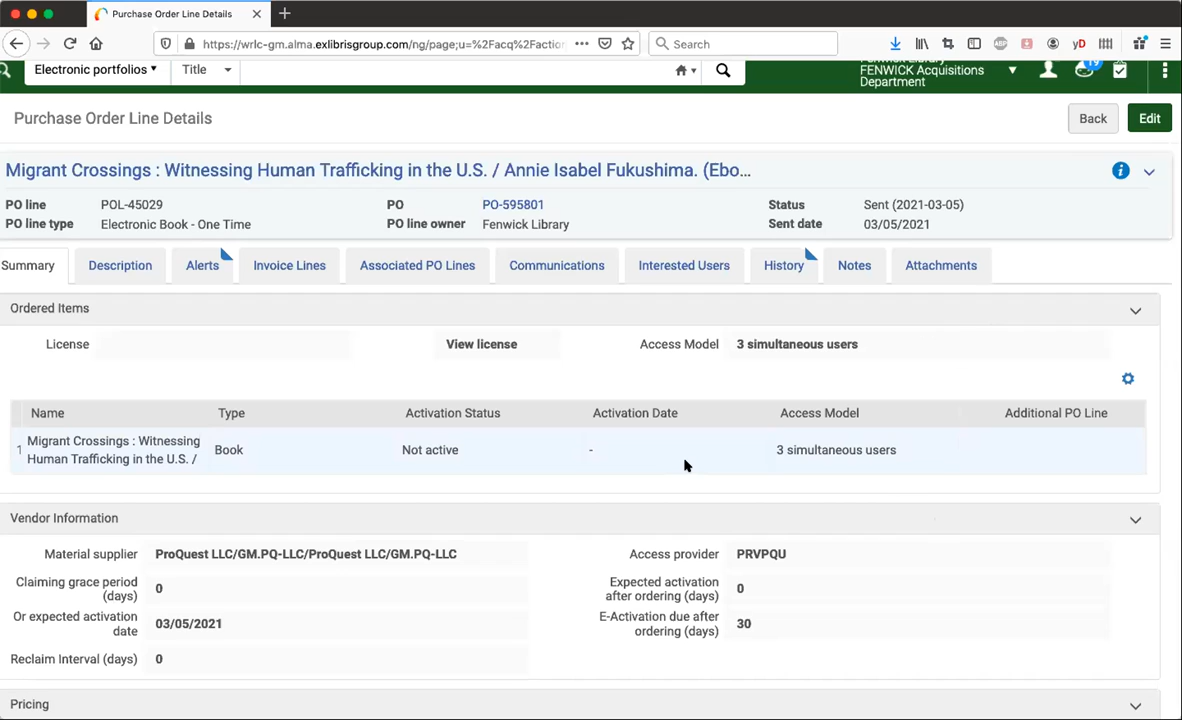 Purchase Order Line Details
https://wrlc-gm.alma.exlibrisgroup.com/ng/page;u=%2Facq%2Faction
Search
Electronic portfolios
Title
Fenwick Library
FENWICK Acquisitions
Department
19
Purchase Order Line Details
Back
Edit
Migrant Crossings : Witnessing Human Trafficking in the U.S. / Annie Isabel Fukushima. (Ebo...
PO line POL-45029 PO PO-595801 Status Sent (2021-03-05)
PO line type Electronic Book - One Time PO line owner Fenwick Library Sent date 03/05/2021
Summary Description Alerts Invoice Lines Associated PO Lines Communications Interested Users History Notes Attachments
Ordered Items
License View license Access Model 3 simultaneous users
Name Type Activation Status Activation Date Access Model Additional PO Line
1 Migrant Crossings : Witnessing Book Not active - 3 simultaneous users
Human Trafficking in the U.S. /
Vendor Information
Material supplier ProQuest LLC/GM.PQ-LLC/ProQuest LLC/GM.PQ-LLC Access provider PRVPQU
Claiming grace period (days) 0 Expected activation after ordering (days) 0
Or expected activation date 03/05/2021 E-Activation due after ordering (days) 30
Reclaim Interval (days) 0
Pricing